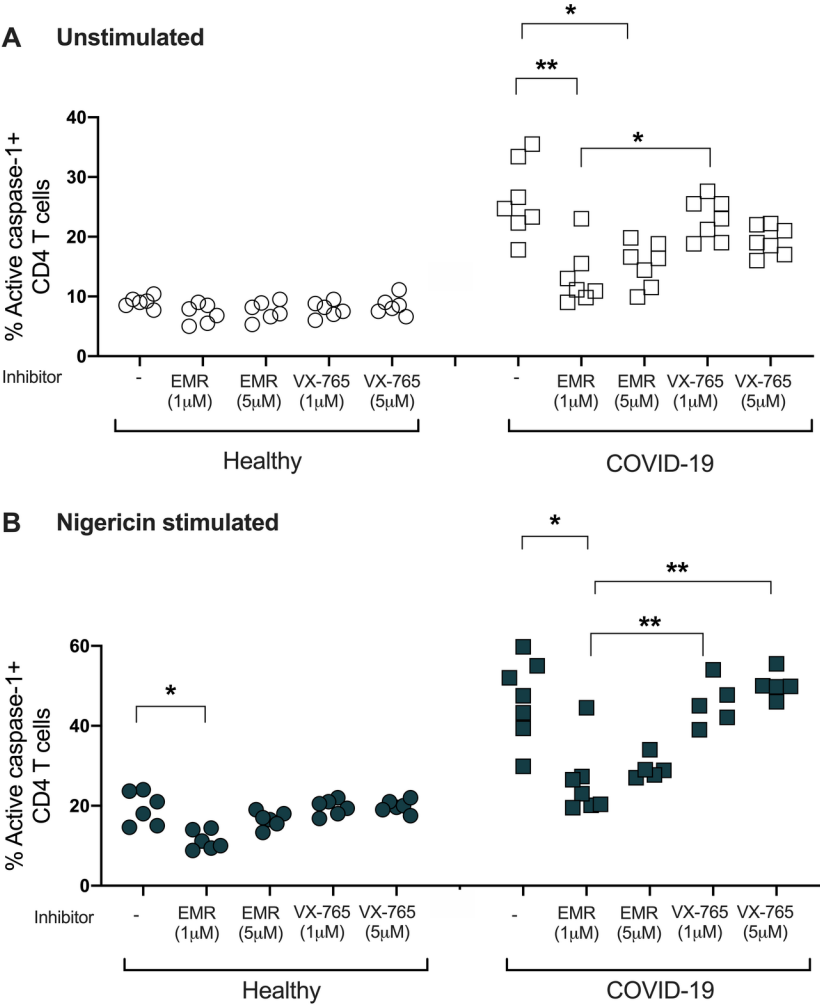 A Unstimulated
*
**
*
% Active caspase-1+
CD4 T cells
40
30
20
10
0
Inhibitor - EMR EMR VX-765 VX-765 - EMR EMR VX-765 VX-765
(1μM) (5μM) (1μM) (5μM) (1μM) (5μM) (1μM) (5μM)
Healthy COVID-19
B Nigericin stimulated
*
**
**
*
% Active caspase-1+
CD4 T cells
60
40
20
0
Inhibitor - EMR EMR VX-765 VX-765 - EMR EMR VX-765 VX-765
(1μM) (5μM) (1μM) (5μM) (1μM) (5μM) (1μM) (5μM)
Healthy COVID-19